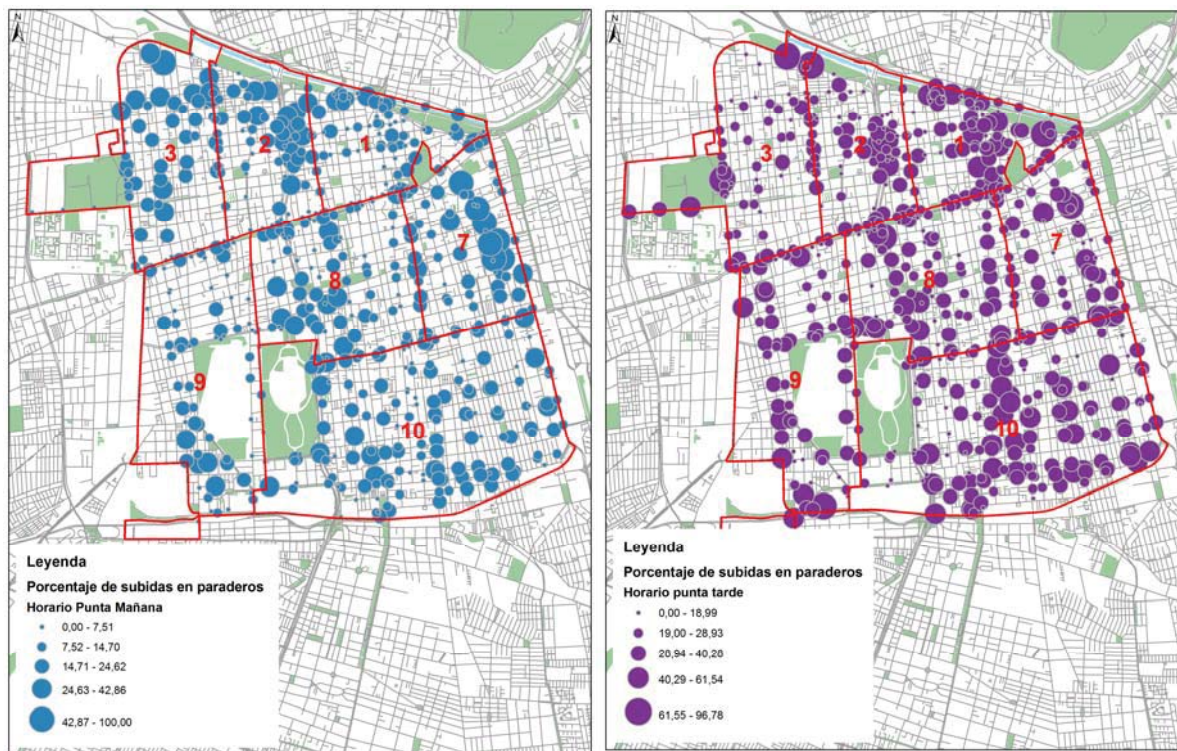 N
3
2
1
7
8
9
10
Leyenda
Porcentaje de subidas en paraderos
Horario Punta Mañana
0,00 - 7,51
7,52 - 14,70
14,71 - 24,62
24,63 - 42,86
42,87 - 100,00
N
3
2
1
7
8
9
10
Leyenda
Porcentaje de subidas en paraderos
Horario punta tarde
0,00 - 18,99
19,00 - 28,93
20,94 - 40,20
40,29 - 61,54
61,55 - 96,78